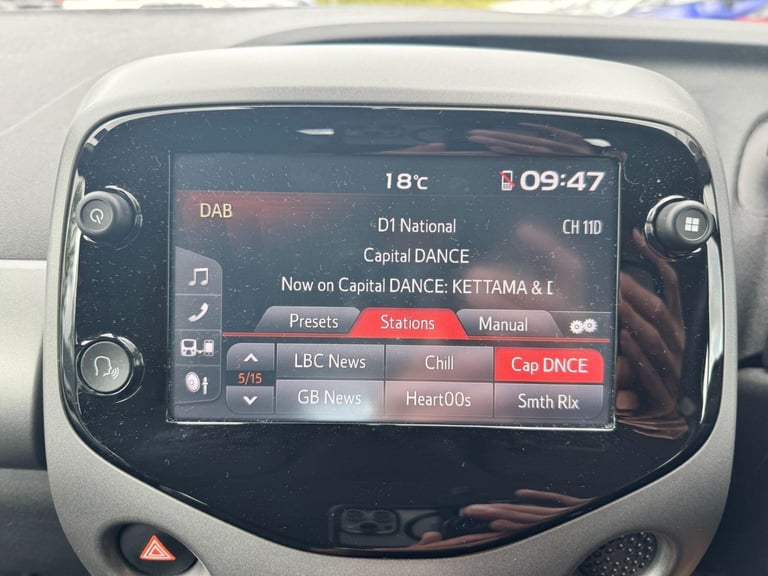 18°C 09:47
DAB D1 National CH 11D
Capital DANCE
Now on Capital DANCE: KETTAMA & D
Presets Stations Manual
LBC News Chill Cap DNCE
5/15
GB News Heart00s Smth Rlx